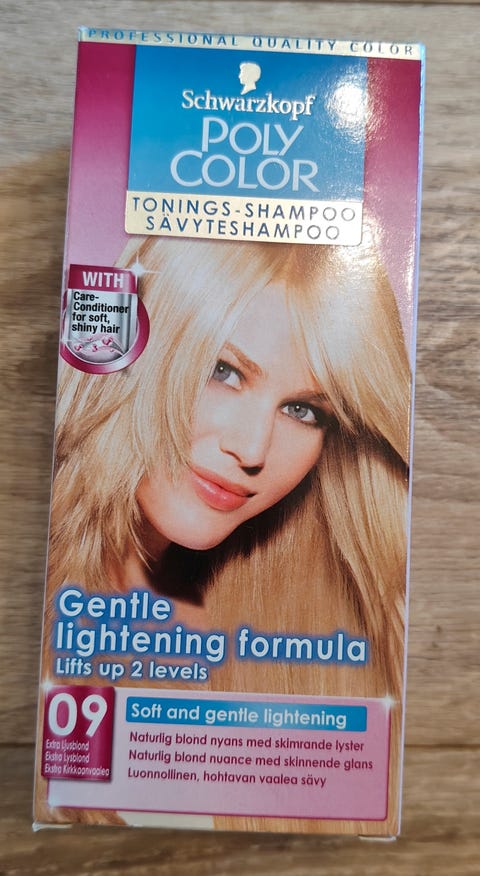 PROFESSIONAL QUALITY COLOR
Schwarzkopf
POLY
COLOR
TONINGS-SHAMPOO
SÄVYTESHAMPOO
WITH
Care-
Conditioner
for soft,
shiny hair
Gentle
lightening formula
Lifts up 2 levels
09
Extra Ljusblond
Ekstra Lysblond
Ekstra Kirkkaanvaalea
Soft and gentle lightening
Naturlig blond nyans med skimrande lyster
Naturlig blond nuance med skinnende glans
Luonnollinen, hohtavan vaalea sävy